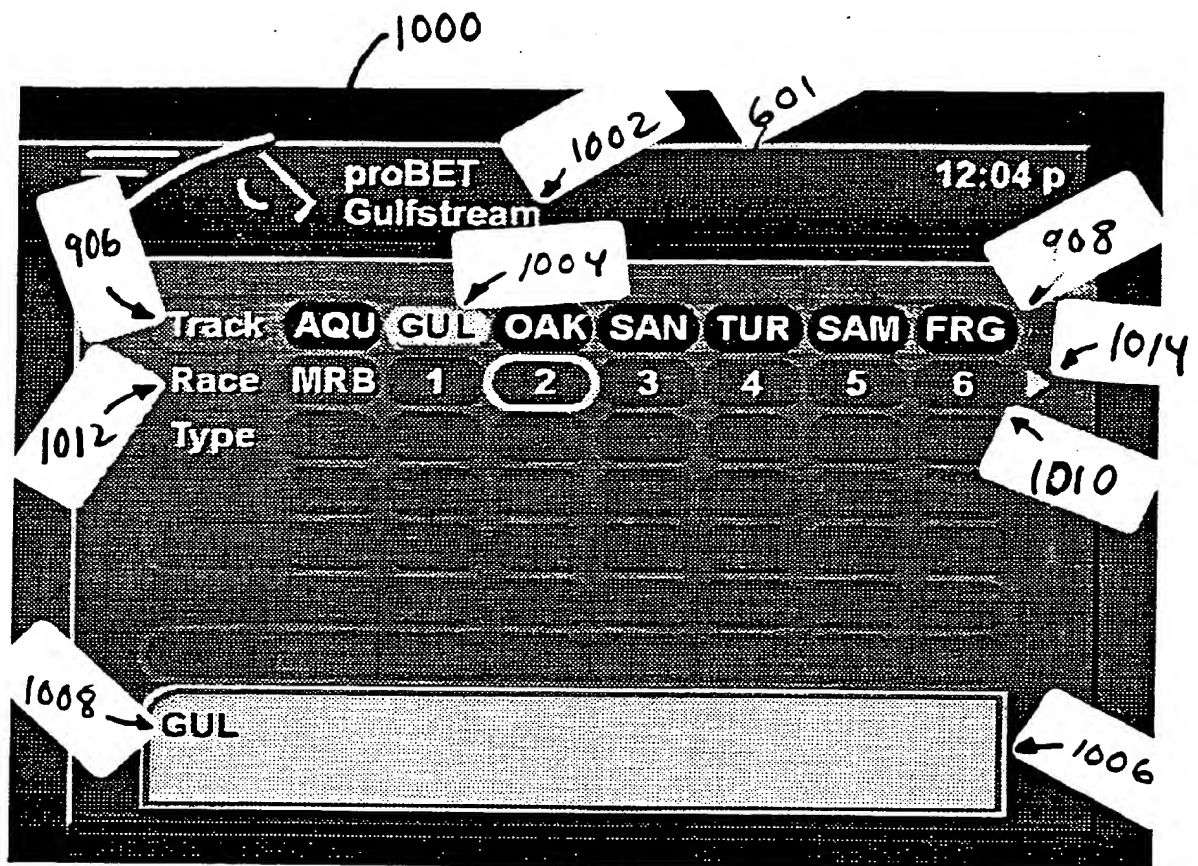 1000
601
1002
proBET
12:04 p
Gulfstream
906
908
1004
Track AQU GUL OAK SAN TUR SAM FRG
1014
Race MRB 1 2 3 4 5 6
1012
Type
1010
1008
GUL
1006